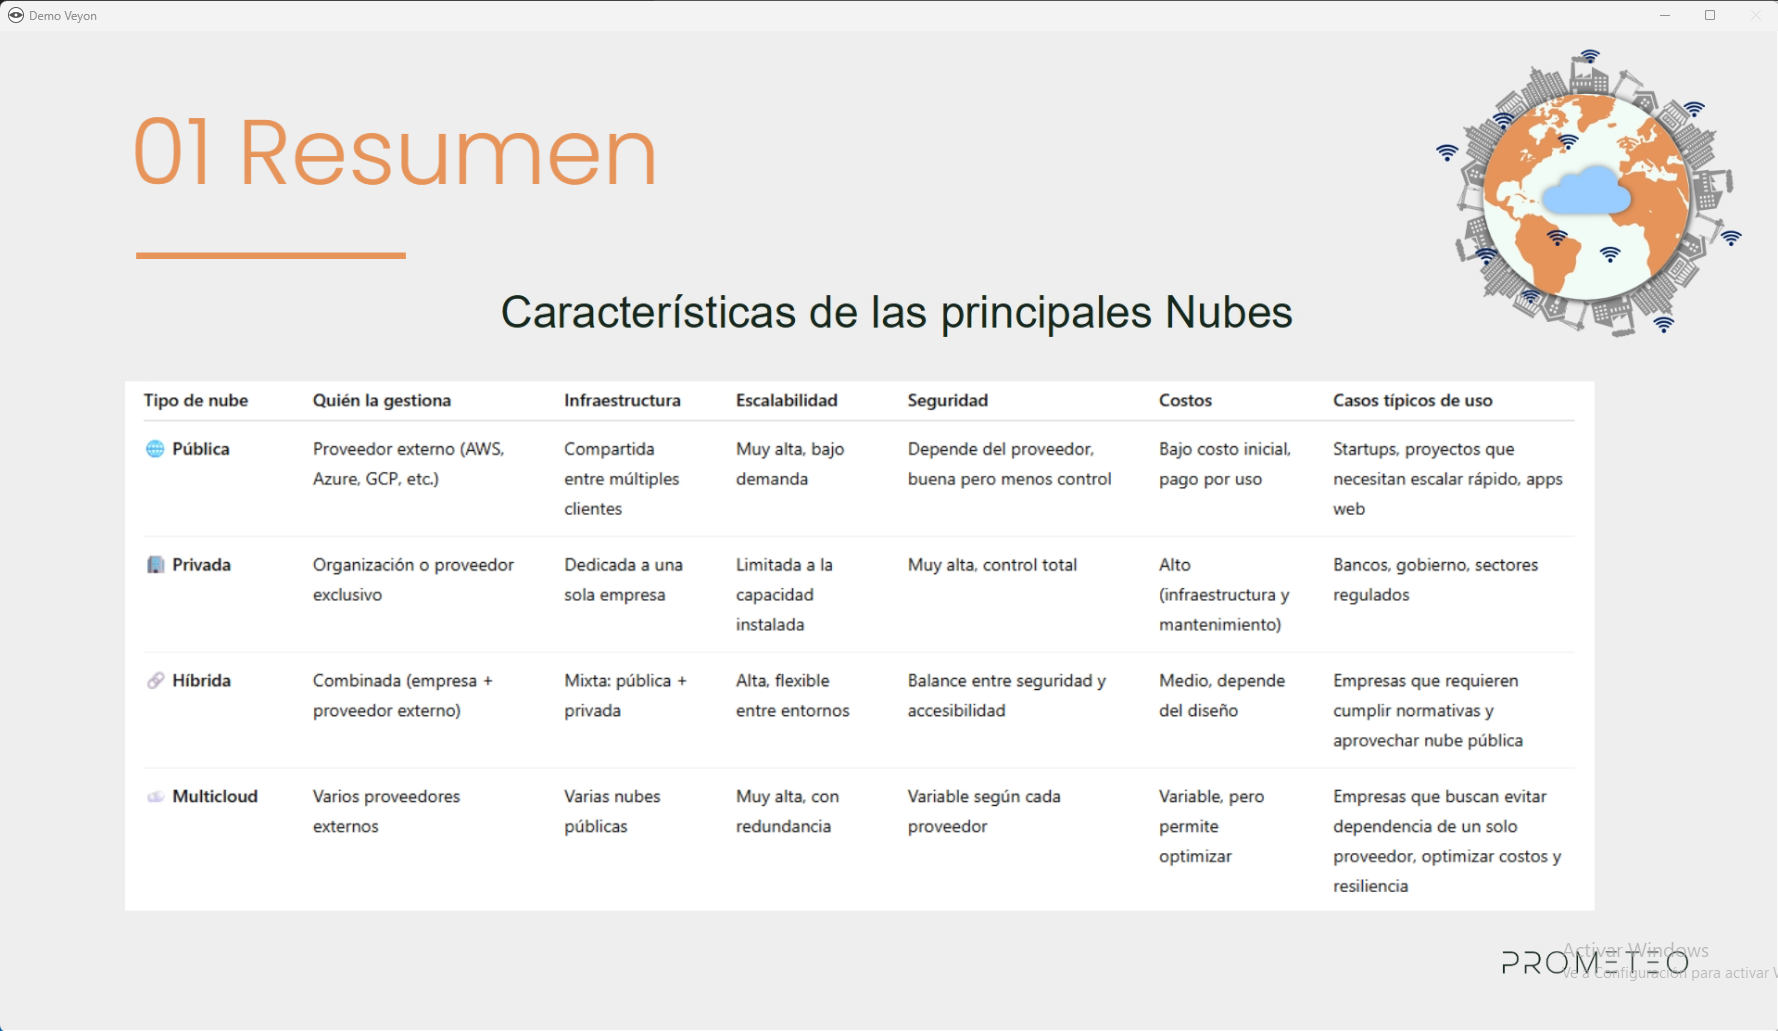 Demo Veyon
01 Resumen
Características de las principales Nubes
Tipo de nube Quién la gestiona Infraestructura Escalabilidad Seguridad Costos Casos típicos de uso
Pública Proveedor externo (AWS, Compartida Muy alta, bajo Depende del proveedor, Bajo costo inicial, Startups, proyectos que
Azure, GCP, etc.) entre múltiples demanda buena pero menos control pago por uso necesitan escalar rápido, apps
clientes web
Privada Organización o proveedor Dedicada a una Limitada a la Muy alta, control total Alto Bancos, gobierno, sectores
exclusivo sola empresa capacidad (infraestructura y regulados
instalada mantenimiento)
Híbrida Combinada (empresa + Mixta: pública + Alta, flexible Balance entre seguridad y Medio, depende Empresas que requieren
proveedor externo) privada entre entornos accesibilidad del diseño cumplir normativas y
aprovechar nube pública
Multicloud Varios proveedores Varias nubes Muy alta, con Variable según cada Variable, pero Empresas que buscan evitar
externos públicas redundancia proveedor permite dependencia de un solo
optimizar proveedor, optimizar costos y
resiliencia
Activar Windows
PROMETEO
Ve a Configuración para activar